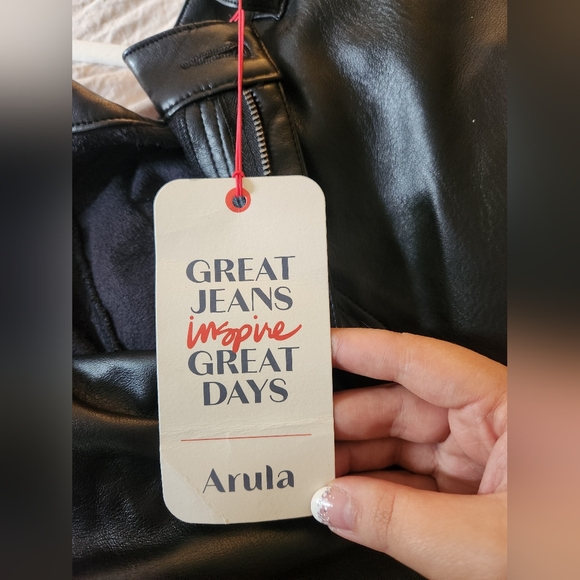 GREAT
JEANS
inspire
GREAT
DAYS
Arula